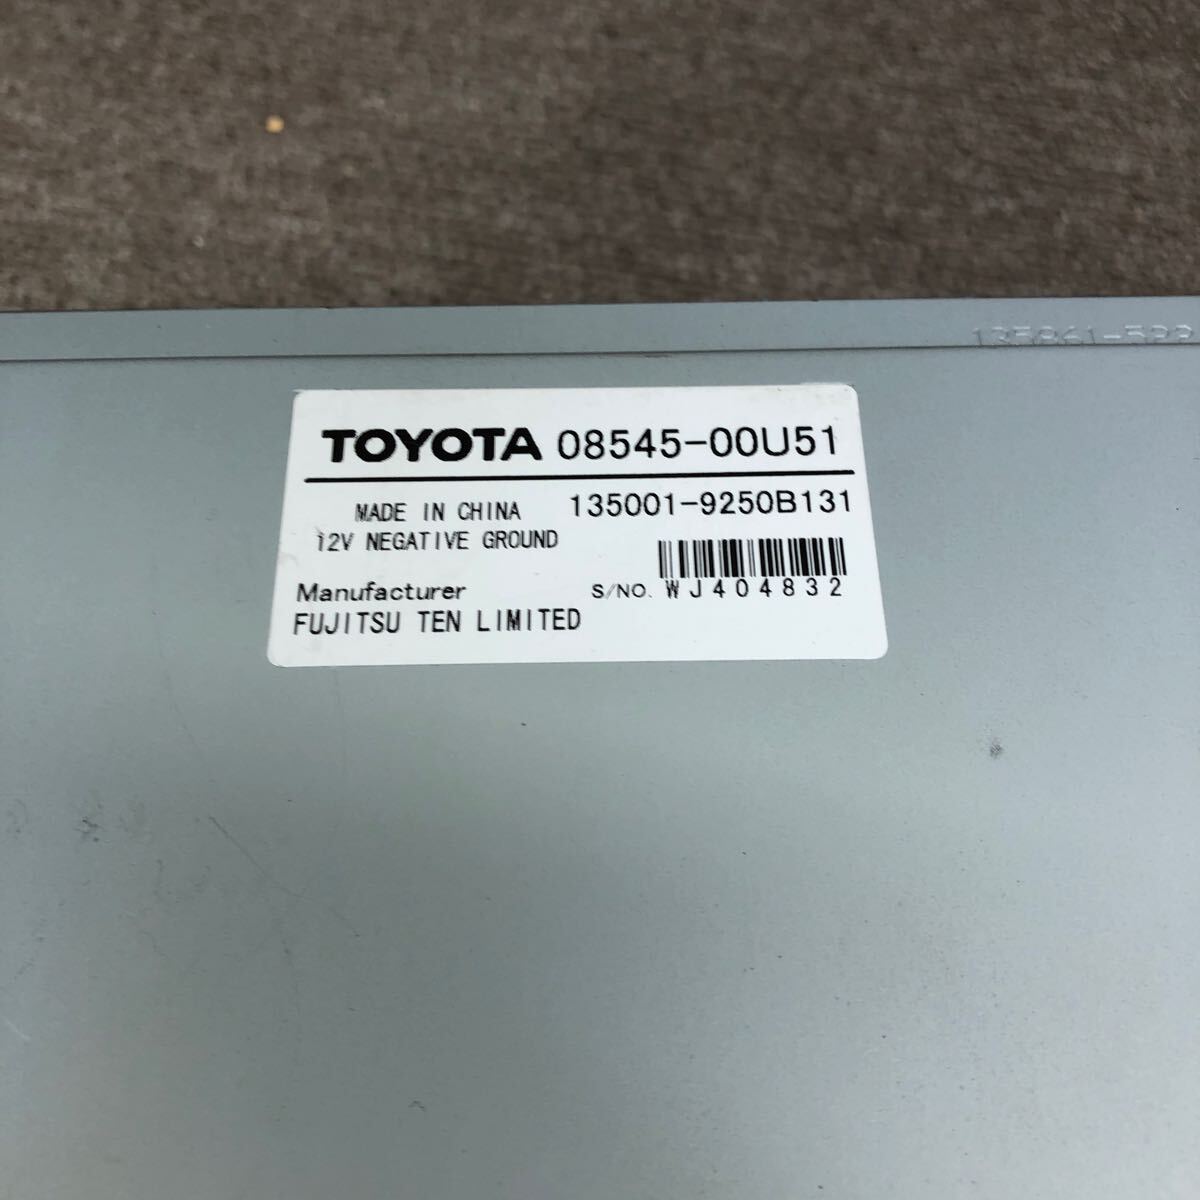 TOYOTA 08545-00U51
MADE IN CHINA 135001-9250B131
12V NEGATIVE GROUND
S/NO. WJ404832
Manufacturer
FUJITSU TEN LIMITED